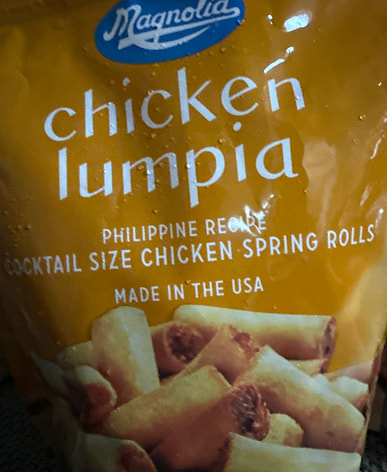 Magnolia
chicken
lumpia
PHILIPPINE RECIPE
COCKTAIL SIZE CHICKEN SPRING ROLLS
MADE IN THE USA